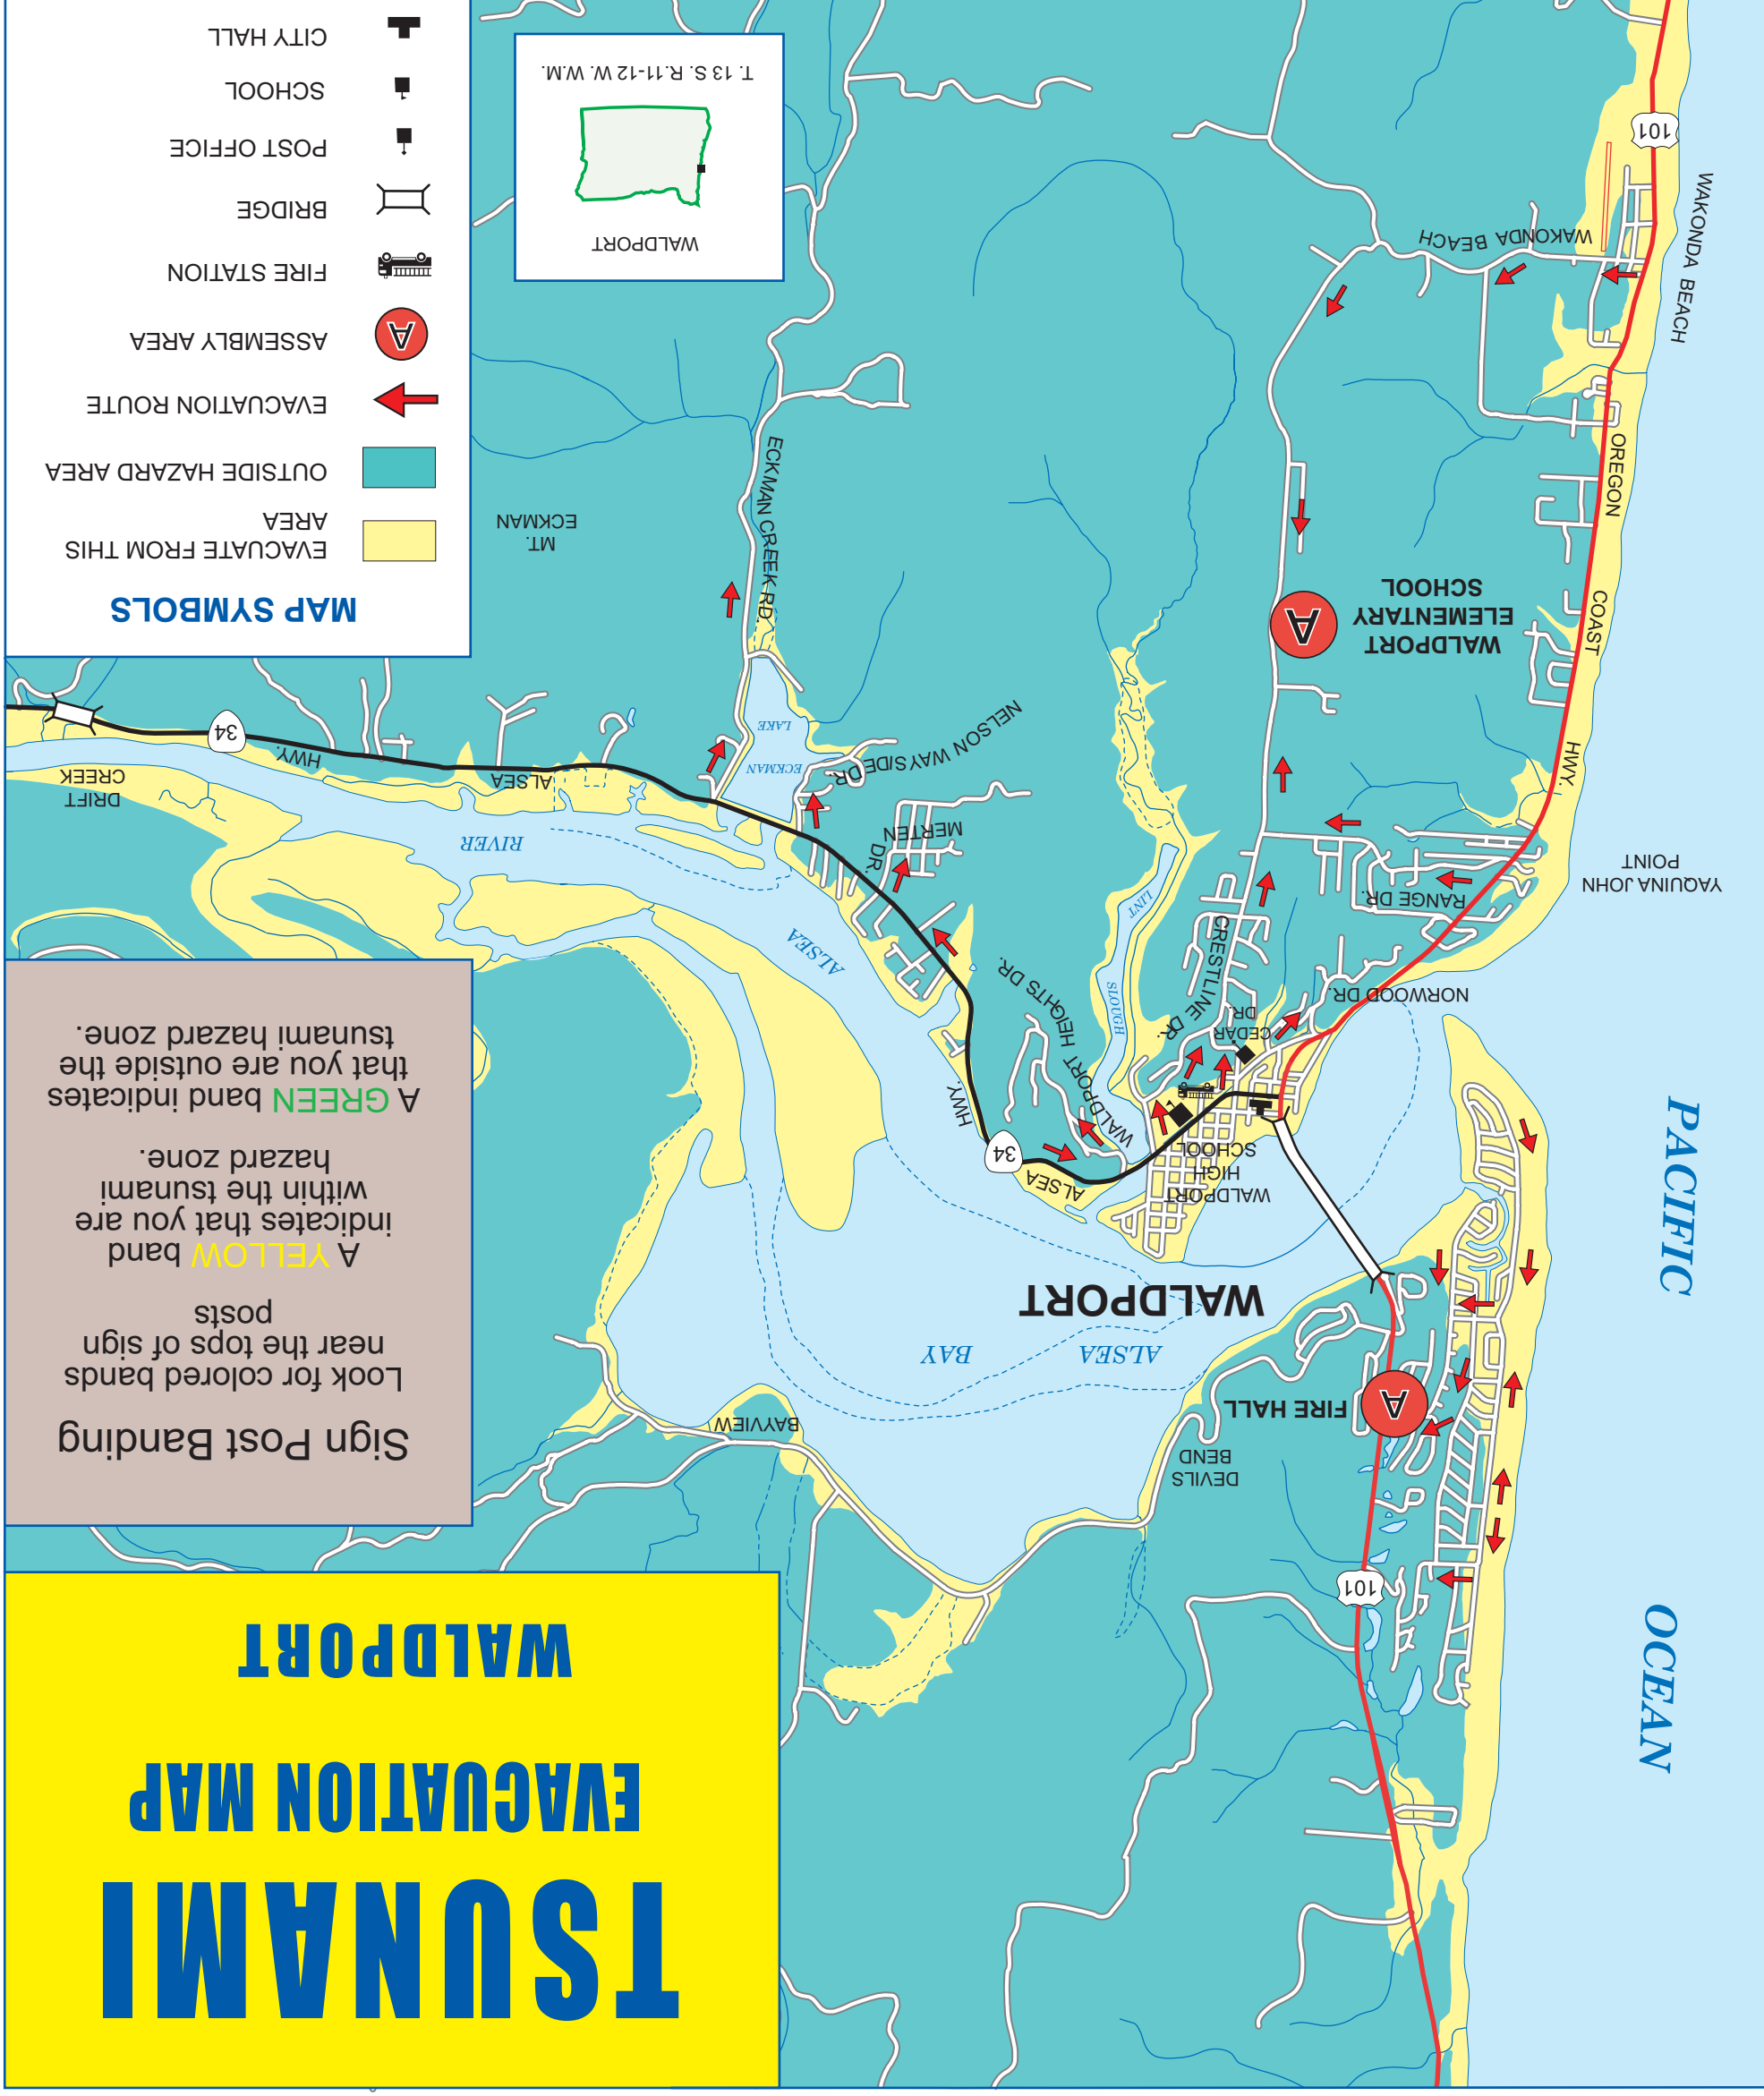 TSUNAMI
EVACUATION MAP
WALDPORT
Sign Post Banding
Look for colored bands
near the tops of sign
posts
A YELLOW band
indicates that you are
within the tsunami
hazard zone.
A GREEN band indicates
that you are outside the
tsunami hazard zone.
MAP SYMBOLS
EVACUATE FROM THIS
AREA
OUTSIDE HAZARD AREA
EVACUATION ROUTE
A
ASSEMBLY AREA
FIRE STATION
BRIDGE
POST OFFICE
SCHOOL
CITY HALL
WALDPORT
T. 13 S. R.11-12 W. W.M.
PACIFIC
OCEAN
101
A
FIRE HALL
DEVILS
BEND
BAYVIEW
ALSEA
BAY
WALDPORT
WALDPORT
HIGH
SCHOOL
ALSEA
34
HWY.
WALDPORT HEIGHTS DR.
CEDAR
DR.
CRESTLINE DR.
NORWOOD DR.
SLOUGH
LINT
ALSEA
RIVER
DRIFT
CREEK
YAQUINA JOHN
POINT
RANGE DR.
MERTEN
DR.
NELSON WAYSIDE DR.
ECKMAN
LAKE
ALSEA
HWY.
34
OREGON
COAST
HWY.
WALDPORT
ELEMENTARY
SCHOOL
A
ECKMAN CREEK RD.
MT.
ECKMAN
WAKONDA BEACH
WAKONDA BEACH
101